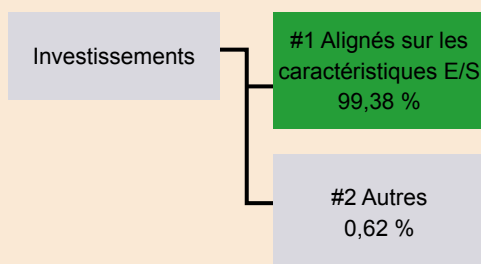 Investissements
#1 Alignés sur les
caractéristiques E/S
99,38 %
#2 Autres
0,62 %